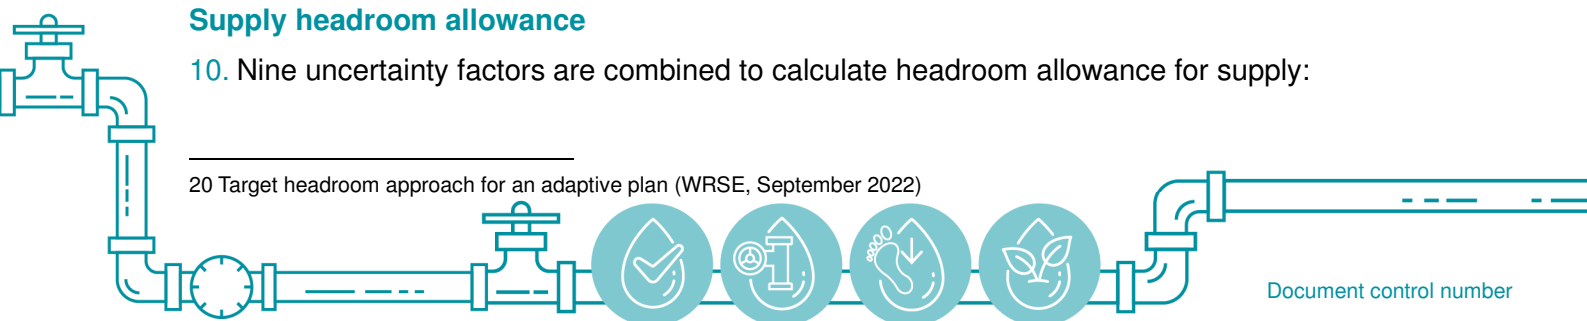 Supply headroom allowance
10. Nine uncertainty factors are combined to calculate headroom allowance for supply:
20 Target headroom approach for an adaptive plan (WRSE, September 2022)
Document control number